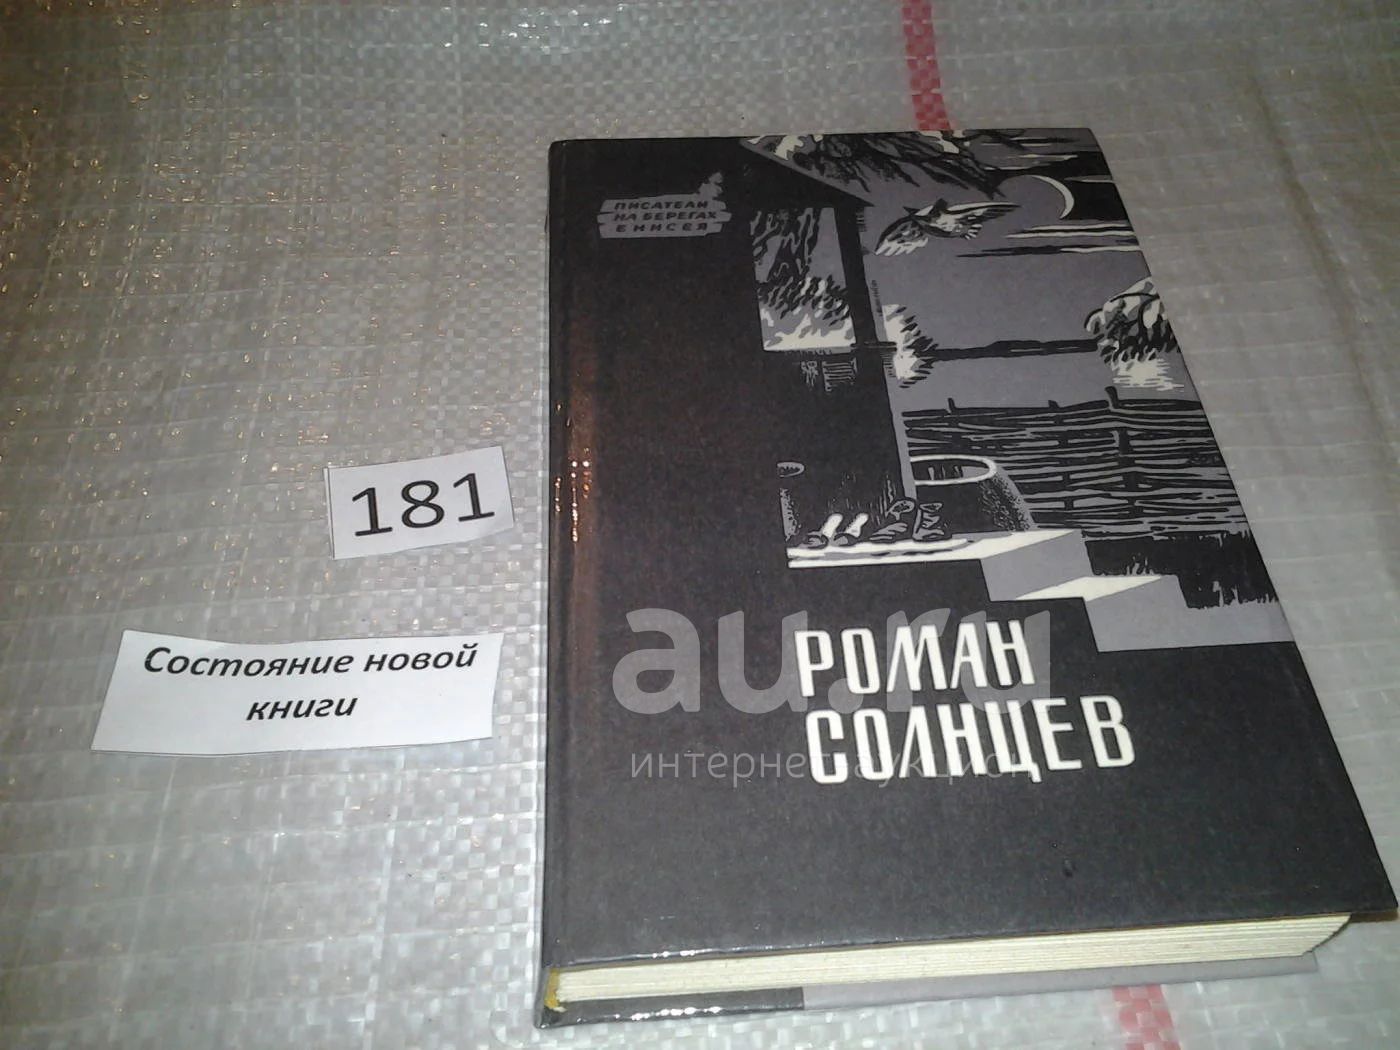 ПИСАТЕЛИ
НА БЕРЕГАХ
ЕНИСЕЯ
181
Состояние новой
книги
au.ru
интернет-аукцион
РОМАН
СОЛНЦЕВ